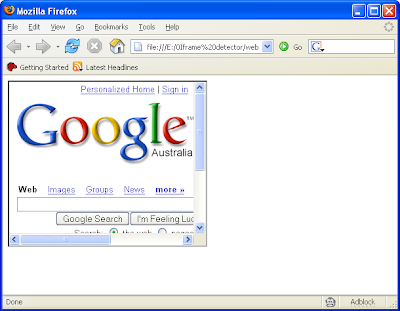 Mozilla Firefox
File Edit View Go Bookmarks Tools Help
file:///E:/0Iframe%20detector/web Go G
Getting Started Latest Headlines
Personalized Home | Sign in
Google™
Australia
Web Images Groups News more »
Google Search I'm Feeling Luc
Search: the web pages
Done Adblock